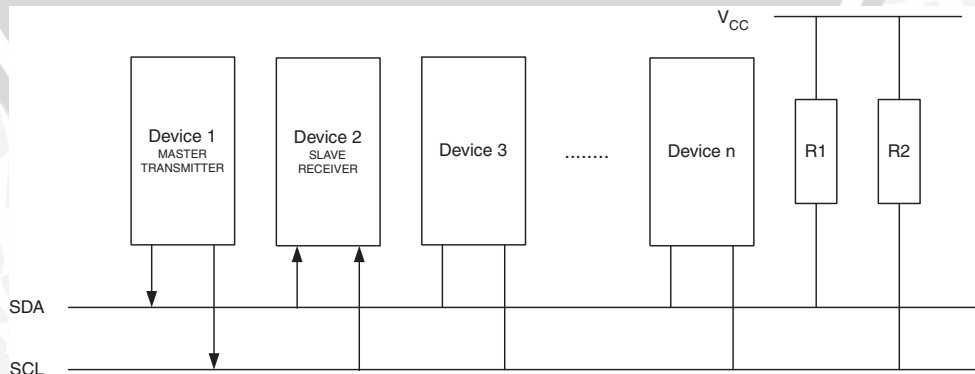 VCC
Device 1
MASTER
TRANSMITTER
Device 2
SLAVE
RECEIVER
Device 3
........
Device n
R1
R2
SDA
SCL